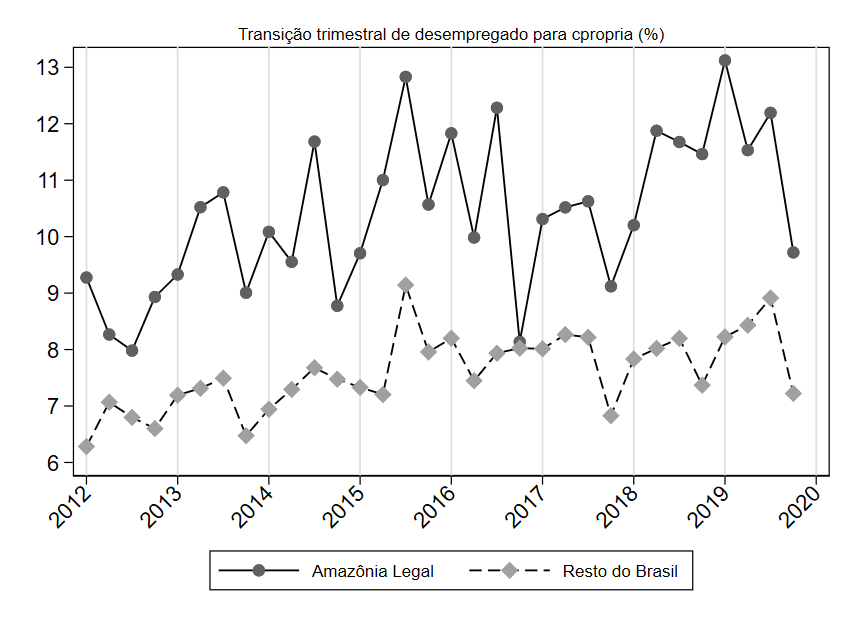 Transição trimestral de desempregado para cpropria (%)
13
12
11
10
9
8
7
6
2012 2013 2014 2015 2016 2017 2018 2019 2020
Amazônia Legal Resto do Brasil